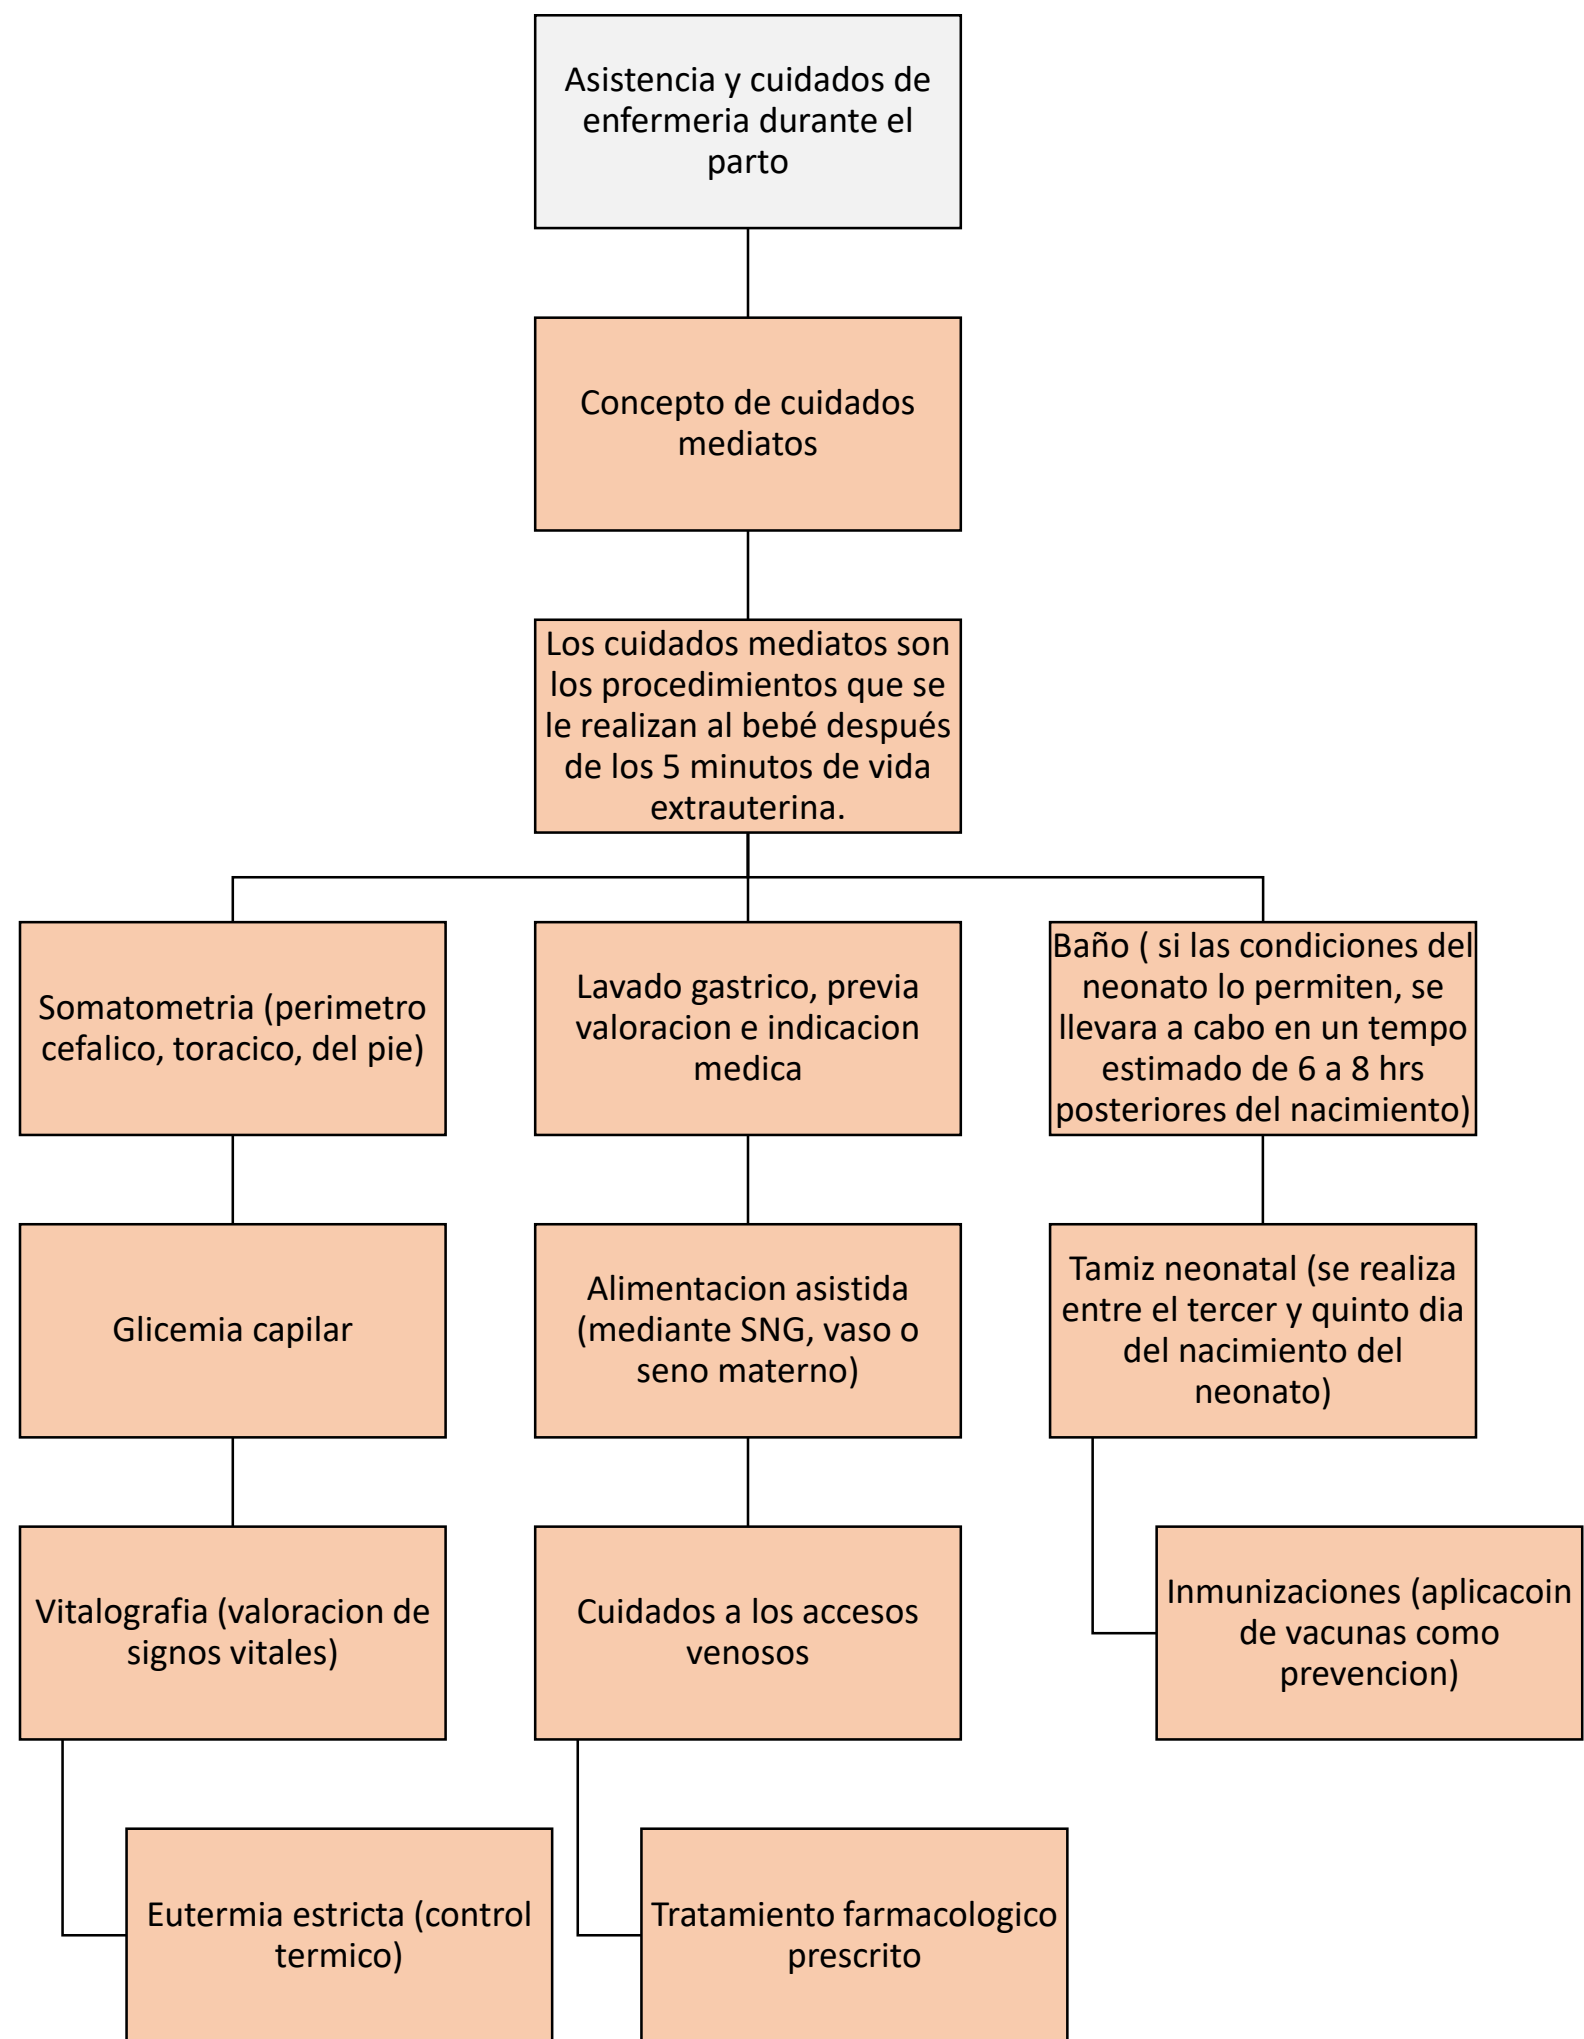 Asistencia y cuidados de
enfermeria durante el
parto
Concepto de cuidados
mediatos
Los cuidados mediatos son
los procedimientos que se
le realizan al bebé después
de los 5 minutos de vida
extrauterina.
Somatometria (perimetro
cefalico, toracico, del pie)
Glicemia capilar
Vitalografia (valoracion de
signos vitales)
Eutermia estricta (control
termico)
Lavado gastrico, previa
valoracion e indicacion
medica
Alimentacion asistida
(mediante SNG, vaso o
seno materno)
Cuidados a los accesos
venosos
Tratamiento farmacologico
prescrito
Baño ( si las condiciones del
neonato lo permiten, se
llevara a cabo en un tempo
estimado de 6 a 8 hrs
posteriores del nacimiento)
Tamiz neonatal (se realiza
entre el tercer y quinto dia
del nacimiento del
neonato)
Inmunizaciones (aplicacoin
de vacunas como
prevencion)